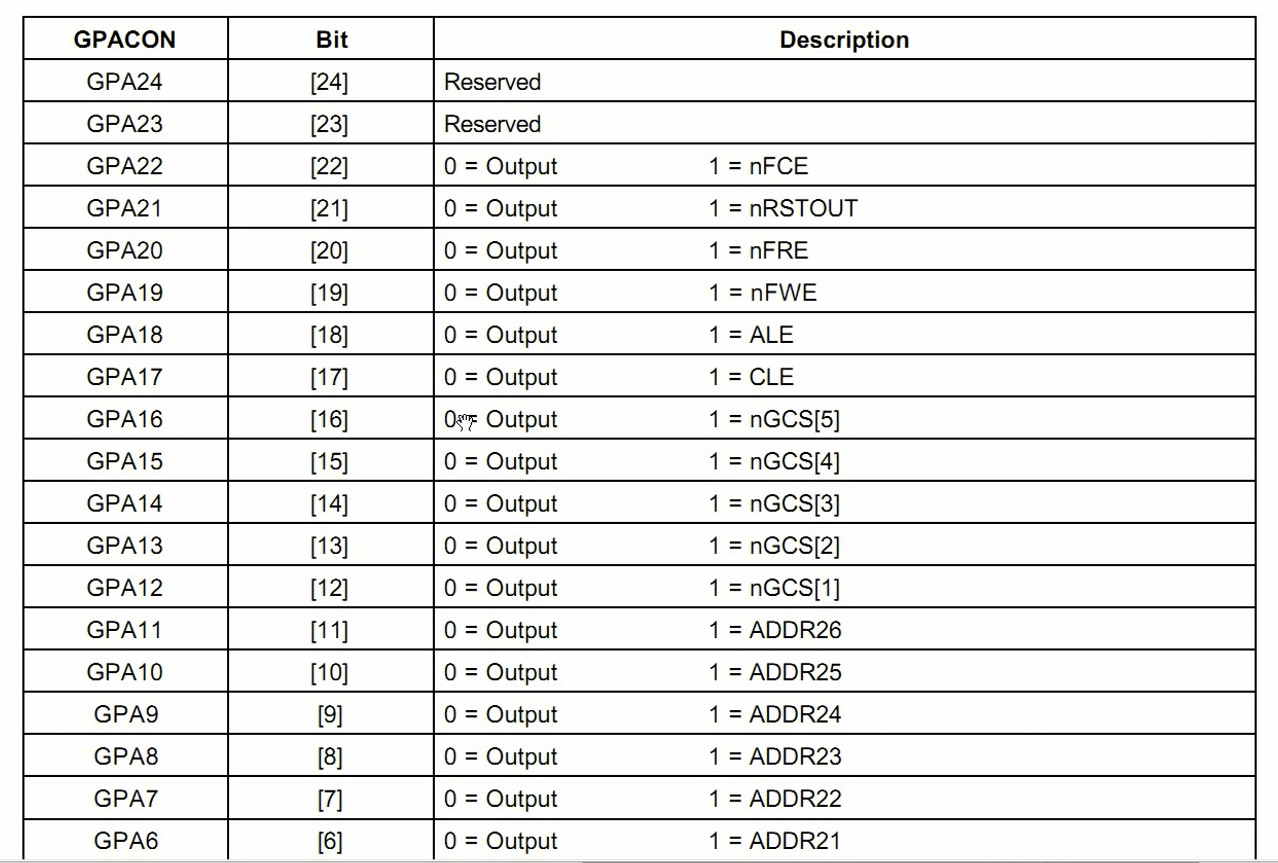 GPACON Bit Description
GPA24 [24] Reserved
GPA23 [23] Reserved
GPA22 [22] 0 = Output 1 = nFCE
GPA21 [21] 0 = Output 1 = nRSTOUT
GPA20 [20] 0 = Output 1 = nFRE
GPA19 [19] 0 = Output 1 = nFWE
GPA18 [18] 0 = Output 1 = ALE
GPA17 [17] 0 = Output 1 = CLE
GPA16 [16] 0 = Output 1 = nGCS[5]
GPA15 [15] 0 = Output 1 = nGCS[4]
GPA14 [14] 0 = Output 1 = nGCS[3]
GPA13 [13] 0 = Output 1 = nGCS[2]
GPA12 [12] 0 = Output 1 = nGCS[1]
GPA11 [11] 0 = Output 1 = ADDR26
GPA10 [10] 0 = Output 1 = ADDR25
GPA9 [9] 0 = Output 1 = ADDR24
GPA8 [8] 0 = Output 1 = ADDR23
GPA7 [7] 0 = Output 1 = ADDR22
GPA6 [6] 0 = Output 1 = ADDR21